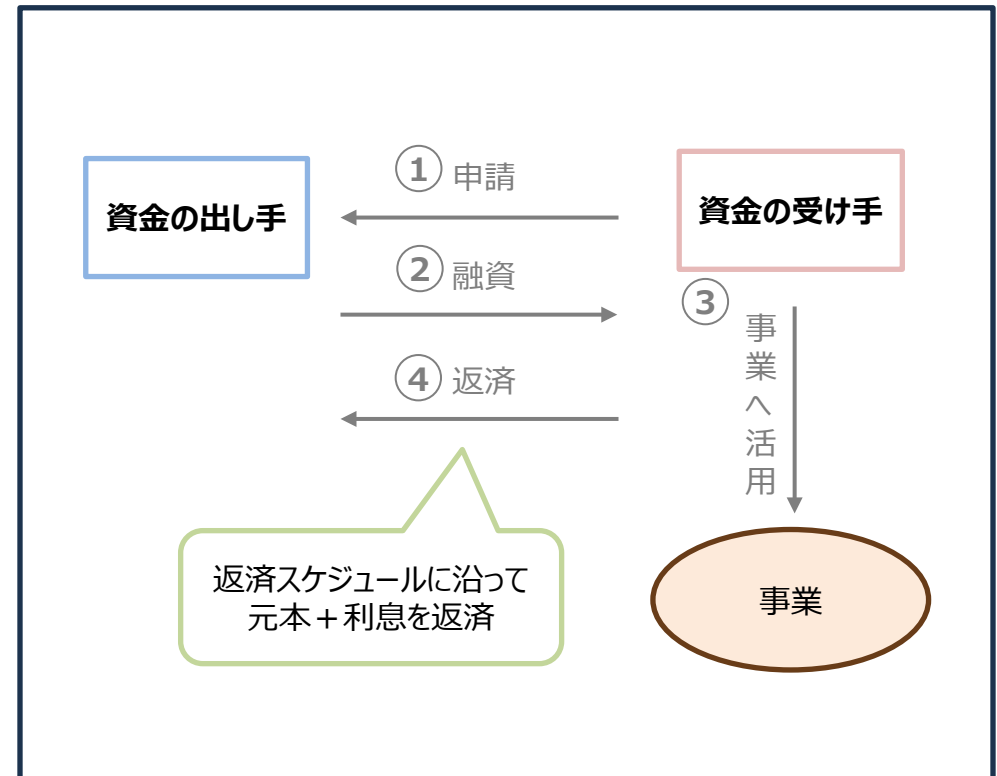 資金の出し手
① 申請
資金の受け手
② 融資
③
事業へ活用
④ 返済
返済スケジュールに沿って
元本＋利息を返済
事業